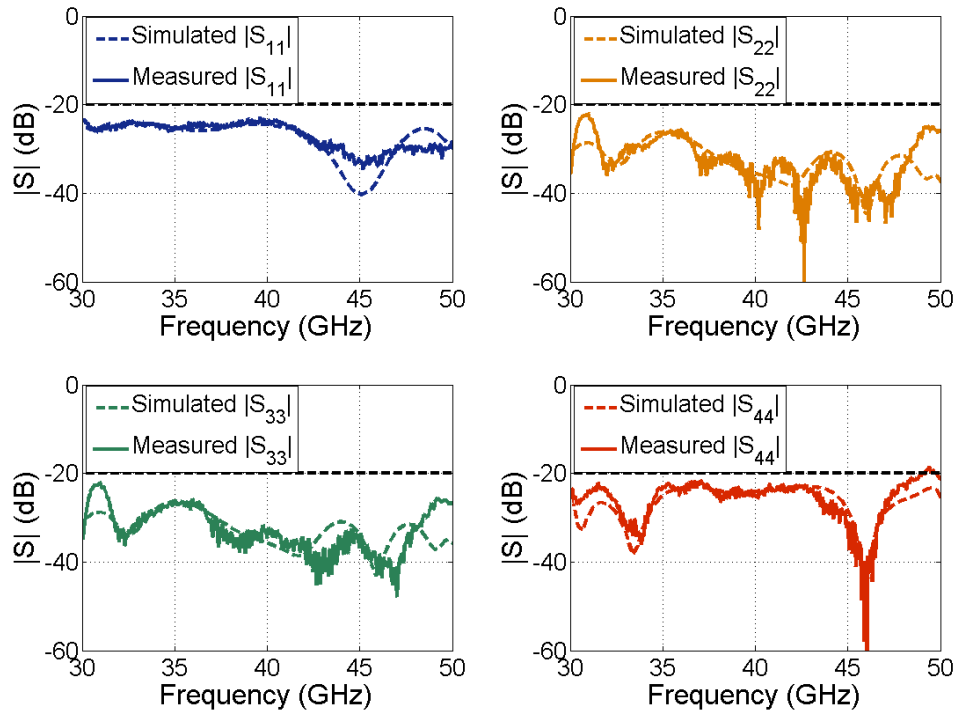 Simulated |S11|
Measured |S11|
|S| (dB)
0
-20
-40
-60
30 35 40 45 50
Frequency (GHz)
Simulated |S22|
Measured |S22|
|S| (dB)
0
-20
-40
-60
30 35 40 45 50
Frequency (GHz)
Simulated |S33|
Measured |S33|
|S| (dB)
0
-20
-40
-60
30 35 40 45 50
Frequency (GHz)
Simulated |S44|
Measured |S44|
|S| (dB)
0
-20
-40
-60
30 35 40 45 50
Frequency (GHz)